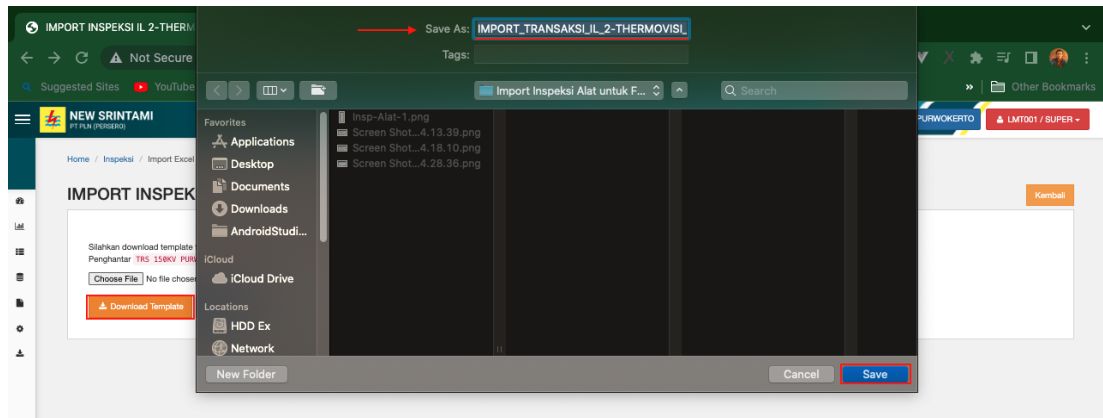 IMPORT INSPEKSI IL 2-THERM
Save As: IMPORT_TRANSAKSI_IL_2-THERMOVISI_
Tags:
Not Secure
Suggested Sites YouTube
Other Bookmarks
Import Inspeksi Alat untuk F...
Search
NEW SRINTAMI
PT PLN (PERSERO)
PURWOKERTO
LMT001 / SUPER
Favorites
Applications
Desktop
Documents
Downloads
AndroidStudi...
iCloud
iCloud Drive
Locations
HDD Ex
Network
Insp-Alat-1.png
Screen Shot...4.13.39.png
Screen Shot...4.18.10.png
Screen Shot...4.28.36.png
Home / Inspeksi / Import Excel
IMPORT INSPEK
Kembali
Silahkan download template
Penghantar TRS 150KV PURW
Choose File No file chosen
Download Template
New Folder
Cancel
Save